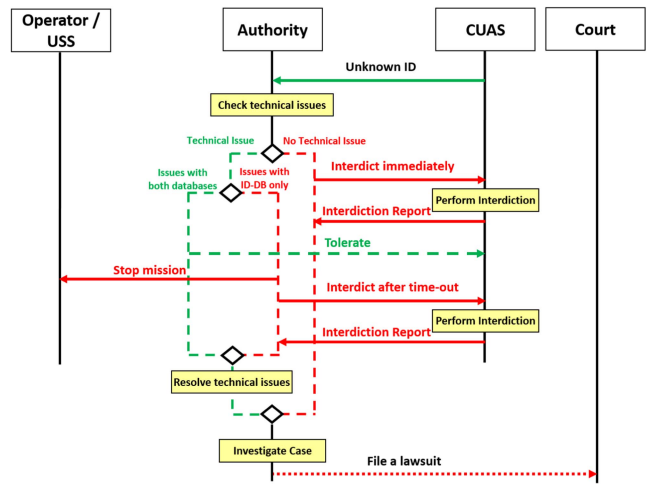 Operator /
USS
Authority
CUAS
Court
Unknown ID
Check technical issues
Technical Issue
No Technical Issue
Issues with
both databases
Issues with
ID-DB only
Interdict immediately
Perform Interdiction
Interdiction Report
Tolerate
Stop mission
Interdict after time-out
Perform Interdiction
Interdiction Report
Resolve technical issues
Investigate Case
File a lawsuit